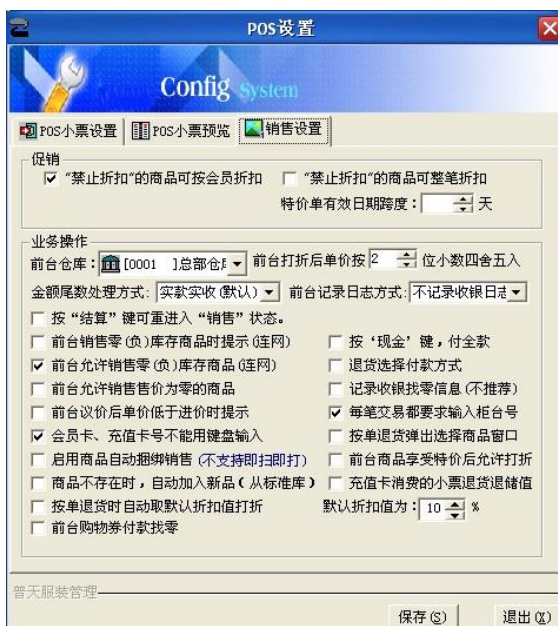 POS设置
Config System
POS小票设置 POS小票预览 销售设置
促销
“禁止折扣”的商品可按会员折扣 “禁止折扣”的商品可整笔折扣
特价单有效日期跨度： 天
业务操作
前台仓库： [0001 ]总部仓 前台打折后单价按 2 位小数四舍五入
金额尾数处理方式： 实款实收(默认) 前台记录日志方式： 不记录收银日志
按“结算”键可重进入“销售”状态。
前台销售零(负)库存商品时提示(连网) 按‘现金’键，付全款
前台允许销售零(负)库存商品(连网) 退货选择付款方式
前台允许销售售价为零的商品 记录收银找零信息(不推荐)
前台议价后单价低于进价时提示 每笔交易都要求输入柜台号
会员卡、充值卡号不能用键盘输入 按单退货弹出选择商品窗口
启用商品自动捆绑销售 (不支持即扫即打) 前台商品享受特价后允许打折
商品不存在时，自动加入新品(从标准库) 充值卡消费的小票退货退储值
按单退货时自动取默认折扣值打折 默认折扣值为： 10 %
前台购物券付款找零
普天服装管理
保存(S) 退出(X)